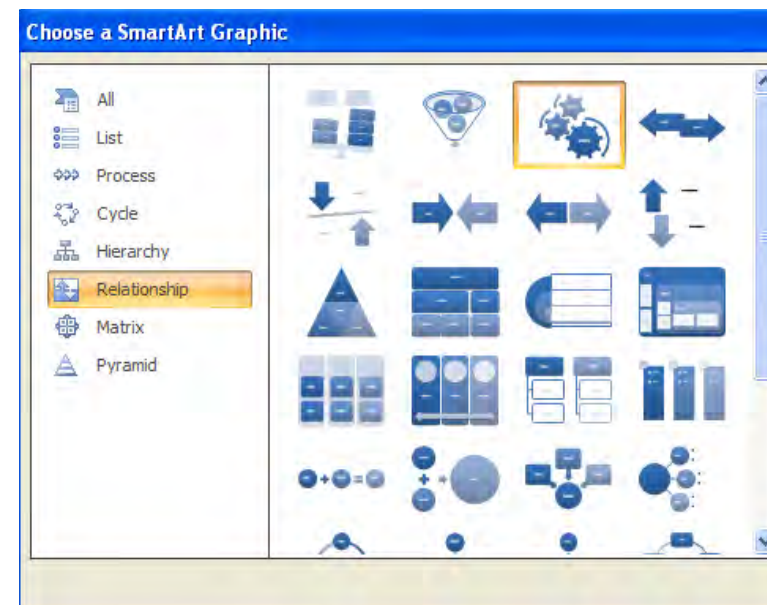 Choose a SmartArt Graphic
All
List
Process
Cycle
Hierarchy
Relationship
Matrix
Pyramid